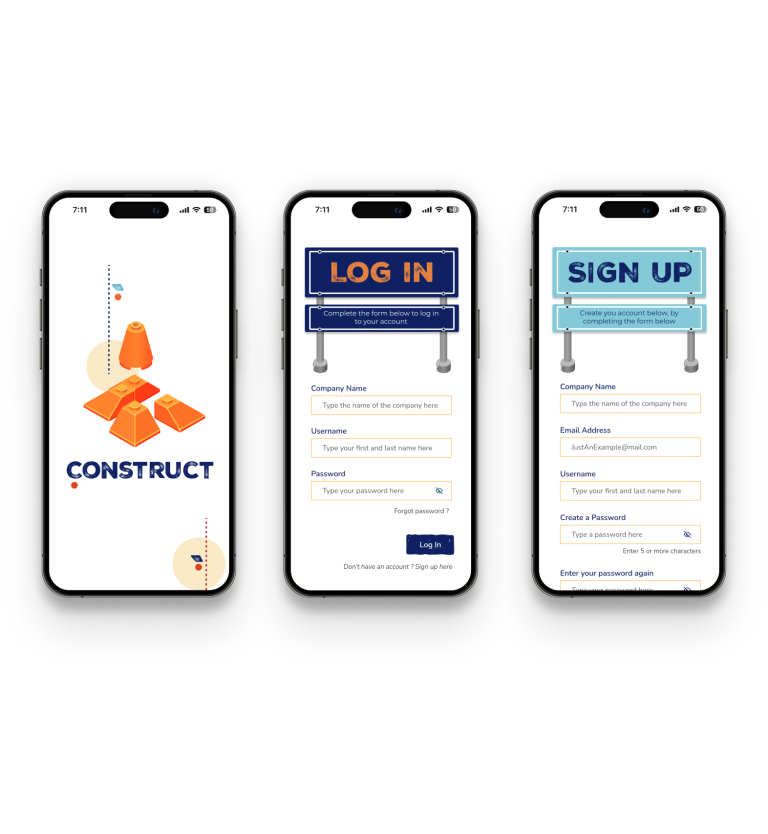 7:11
CONSTRUCT
7:11
LOG IN
Complete the form below to log in
to your account
Company Name
Type the name of the company here
Username
Type your first and last name here
Password
Type your password here
Forgot password ?
Log In
Don't have an account ? Sign up here
7:11
SIGN UP
Create you account below, by
completing the form below
Company Name
Type the name of the company here
Email Address
JustAnExample@mail.com
Username
Type your first and last name here
Create a Password
Type a password here
Enter 5 or more characters
Enter your password again
Type your password here